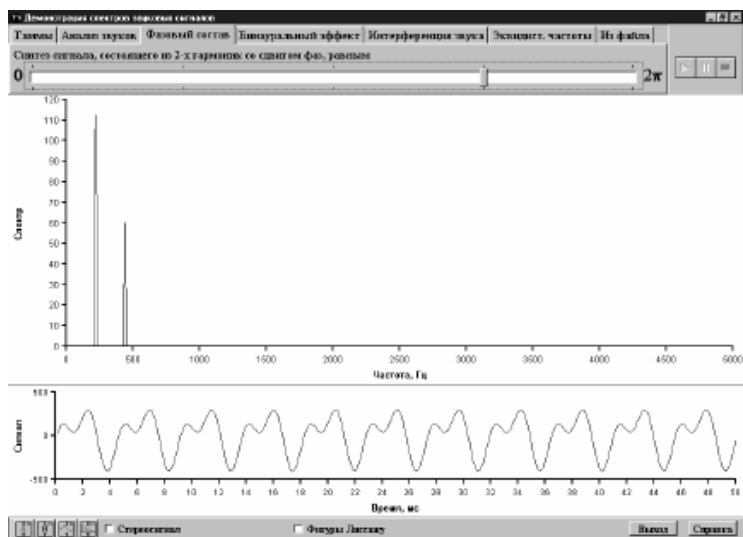 Демонстрация спектров звуковых сигналов
Гаммы Анализ звуков Фазовый состав Бинауральный эффект Интерференция звука Эквидист. частоты Из файла
Синтез сигнала, состоящего из 2-х гармоник со сдвигом фаз, равным
0 2π
120
110
100
90
80
70
60
50
40
30
20
10
0
Спектр
0 500 1000 1500 2000 2500 3000 3500 4000 4500 5000
Частота, Гц
500
0
-500
Сигнал
0 2 4 6 8 10 12 14 16 18 20 22 24 26 28 30 32 34 36 38 40 42 44 46 48 50
Время, мс
Стереосигнал Фигуры Лиссажу Выход Справка